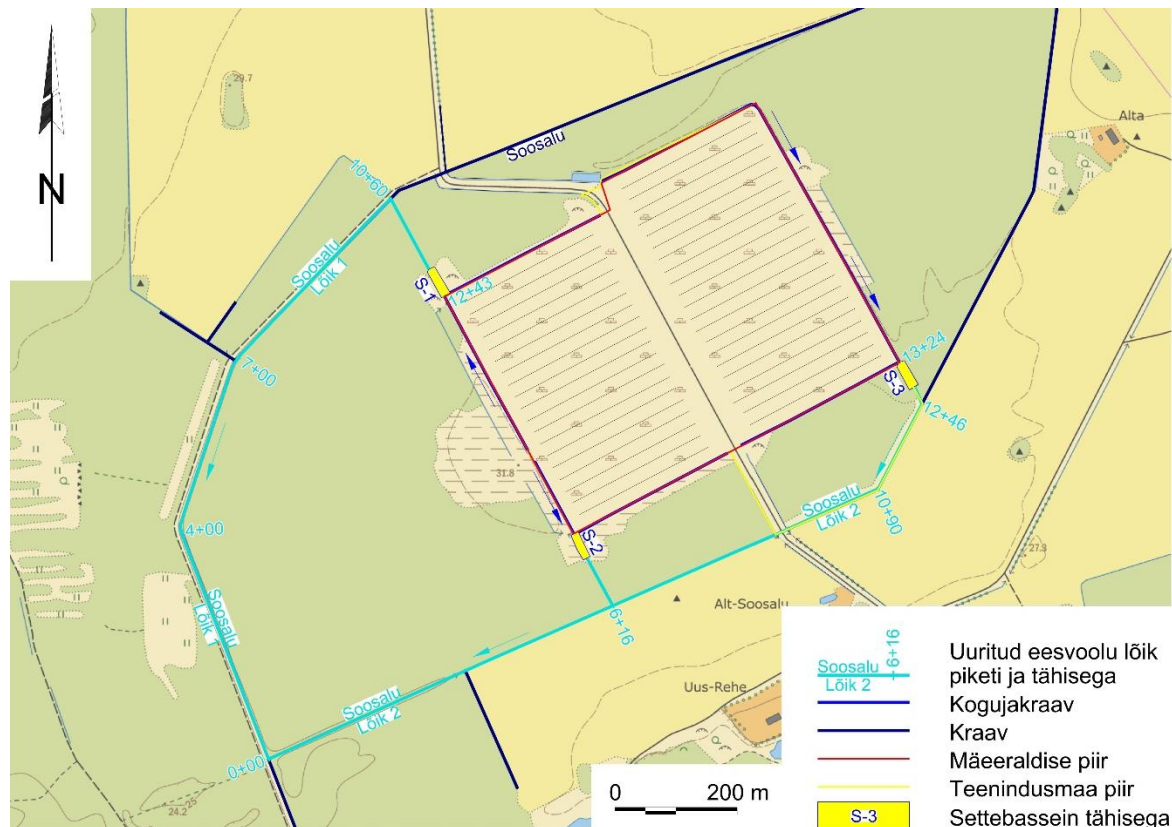 N
29.7
Soosalu
Alta
10+60
Soosalu
Lõik 1
S-1
12+43
7+00
13+24
S-3
12+46
31.8
4+00
Soosalu
Lõik 2
10+90
S-2
27.3
Soosalu
Lõik 1
6+16
Alt-Soosalu
Uus-Rehe
Soosalu
Lõik 2
0+00
24.2
25
0 200 m
Soosalu
Lõik 2
6+16
Uuritud eesvoolu lõik
piketi ja tähisega
Kogujakraav
Kraav
Mäeeraldise piir
Teenindusmaa piir
S-3
Settebassein tähisega